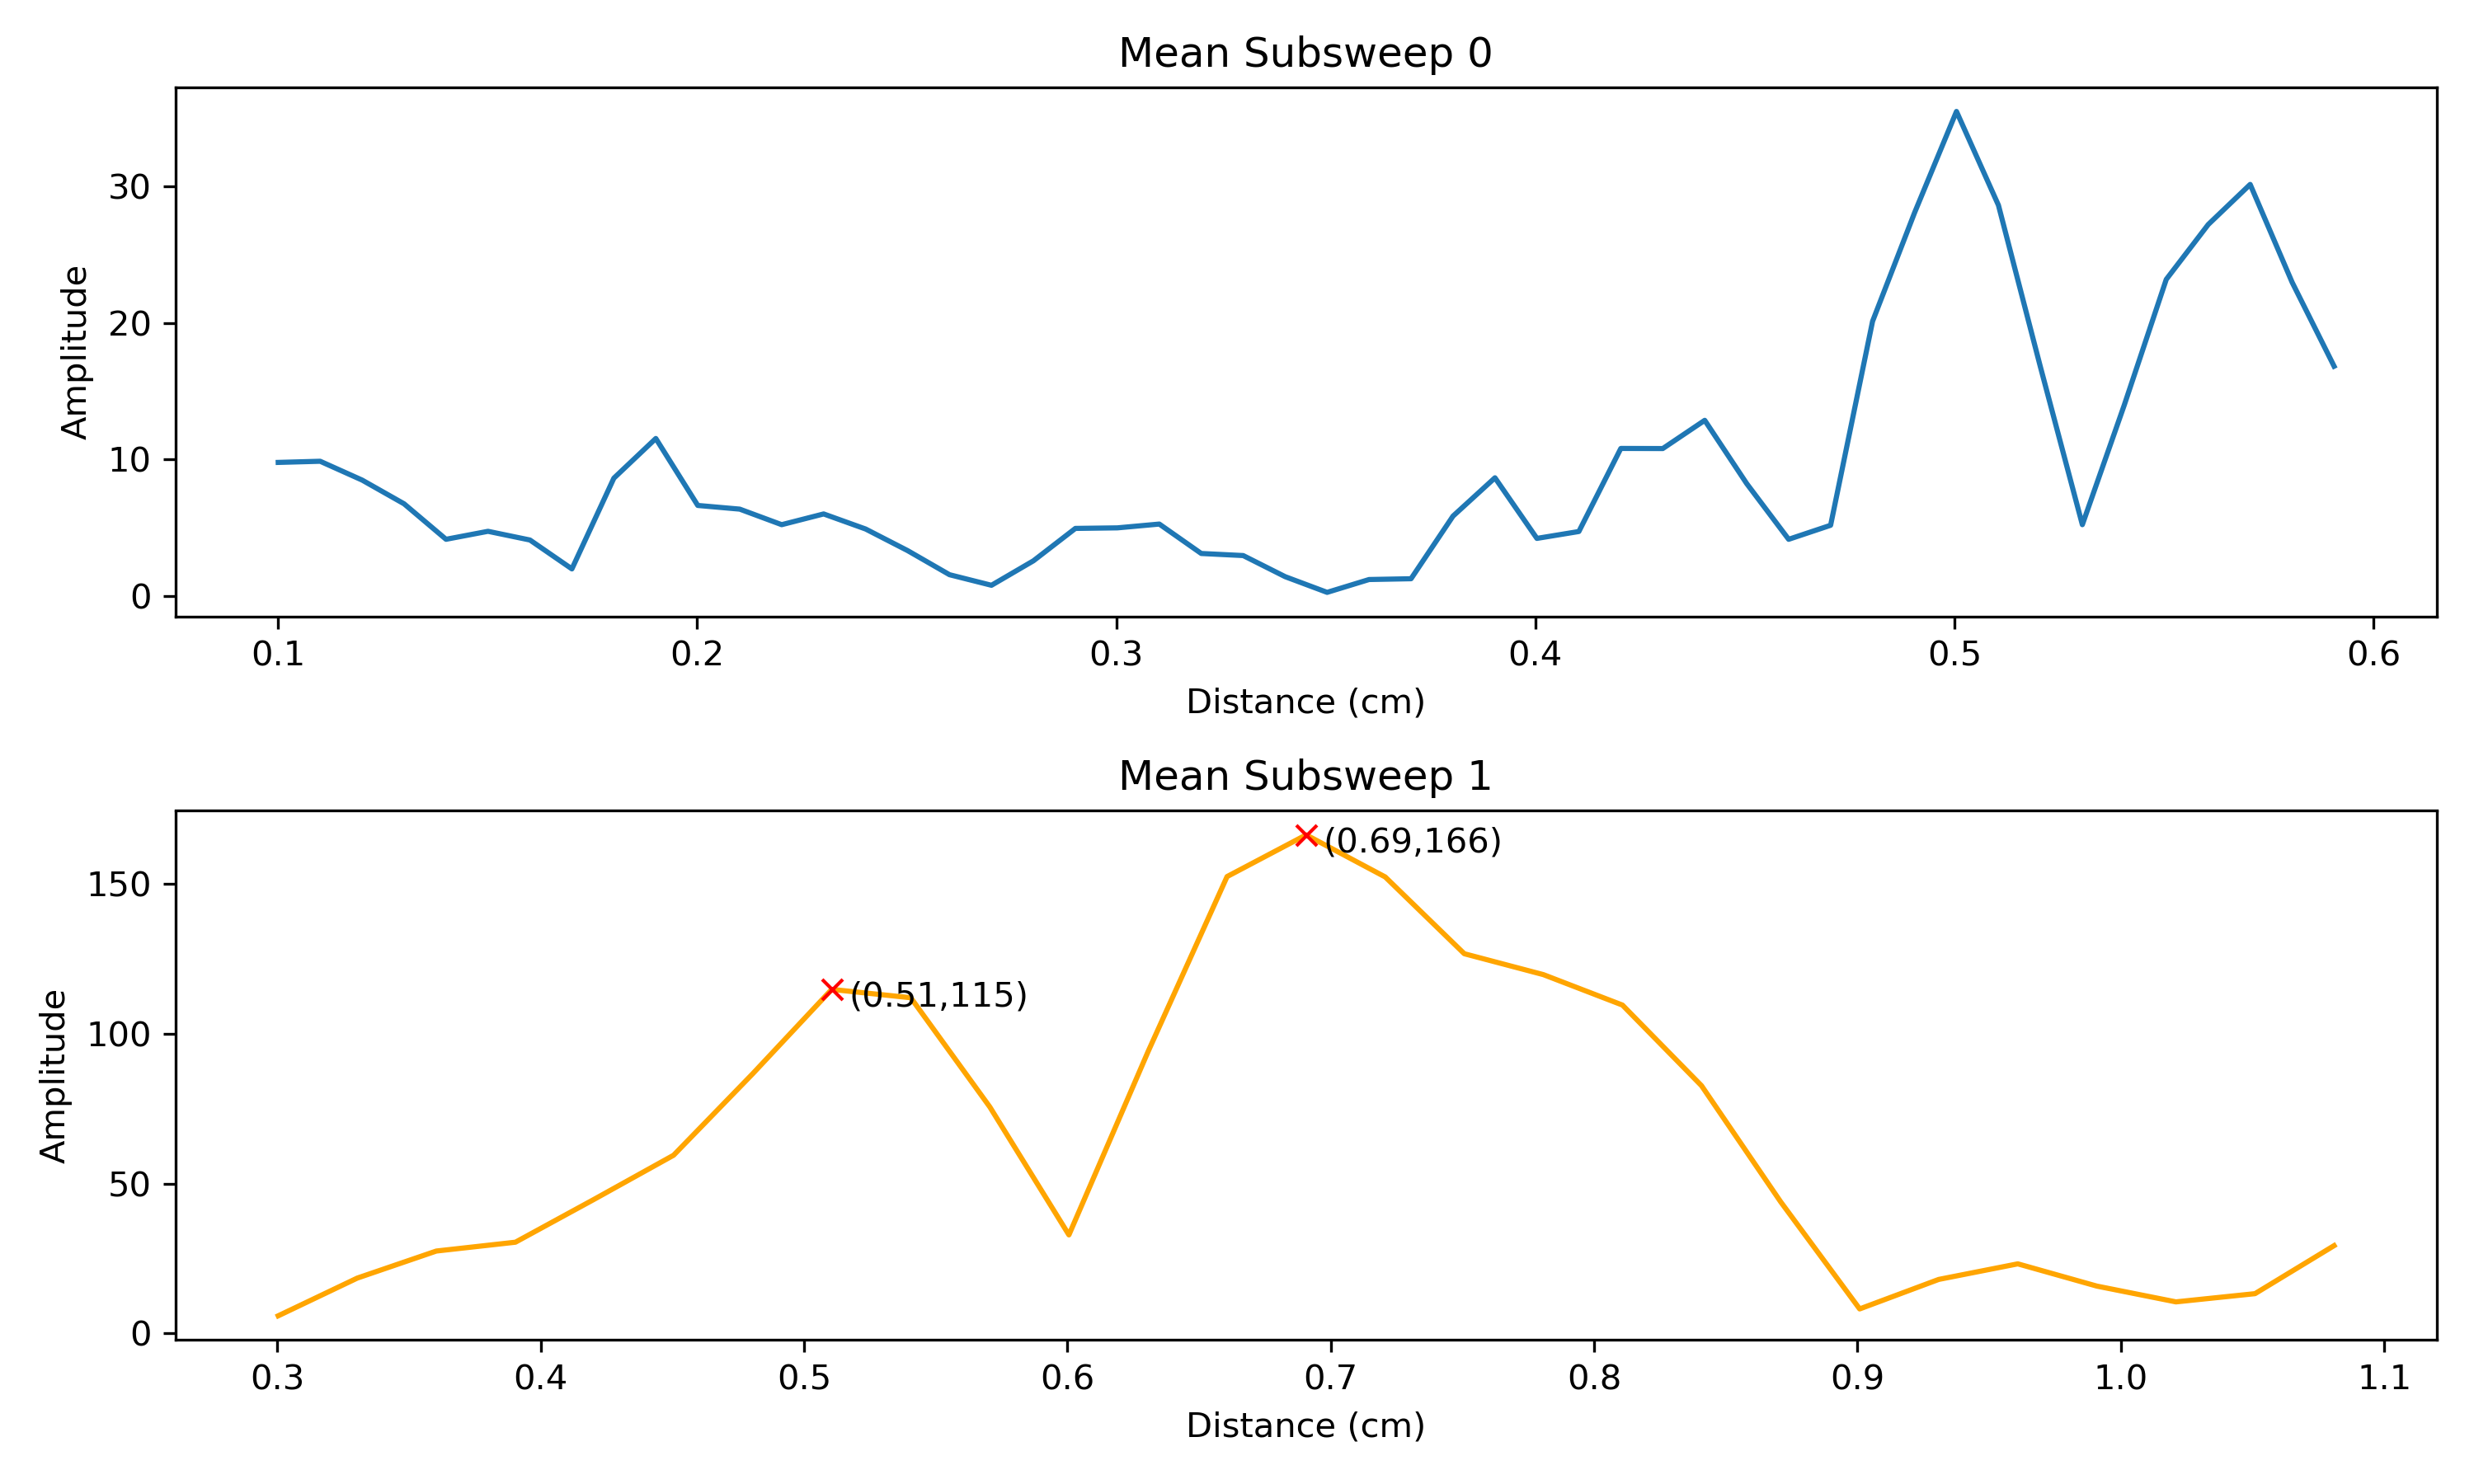 Mean Subsweep 0
Amplitude
30
20
10
0
0.1 0.2 0.3 0.4 0.5 0.6
Distance (cm)
Mean Subsweep 1
Amplitude
150
100
50
0
(0.69,166)
(0.51,115)
0.3 0.4 0.5 0.6 0.7 0.8 0.9 1.0 1.1
Distance (cm)